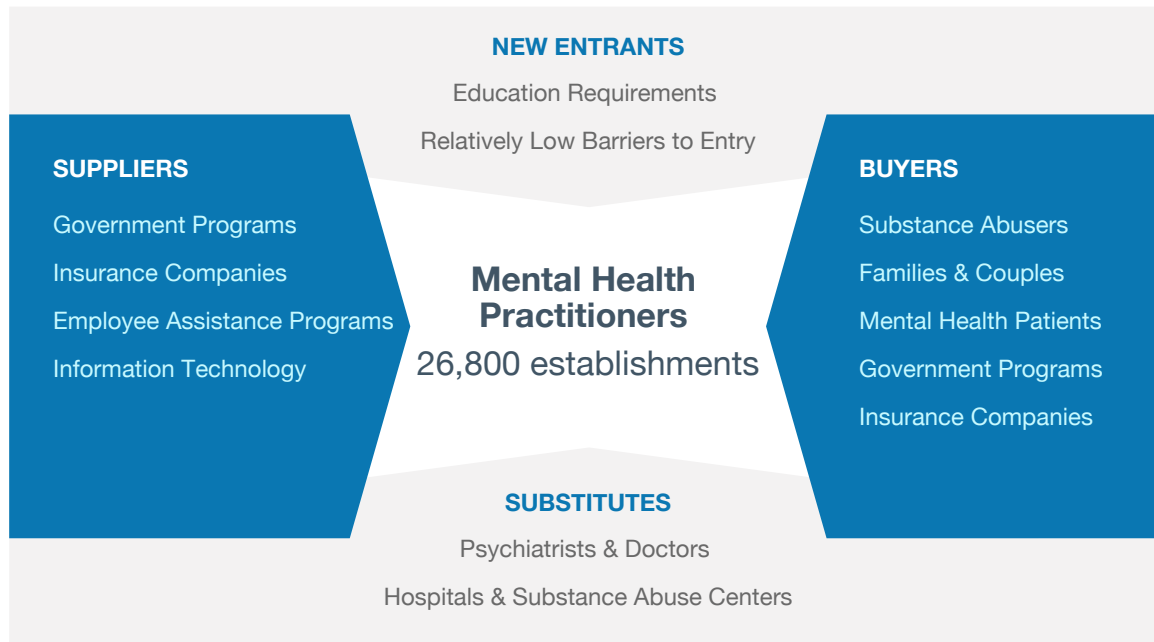 NEW ENTRANTS
Education Requirements
Relatively Low Barriers to Entry
SUPPLIERS
Government Programs
Insurance Companies
Employee Assistance Programs
Information Technology
Mental Health
Practitioners
26,800 establishments
BUYERS
Substance Abusers
Families & Couples
Mental Health Patients
Government Programs
Insurance Companies
SUBSTITUTES
Psychiatrists & Doctors
Hospitals & Substance Abuse Centers